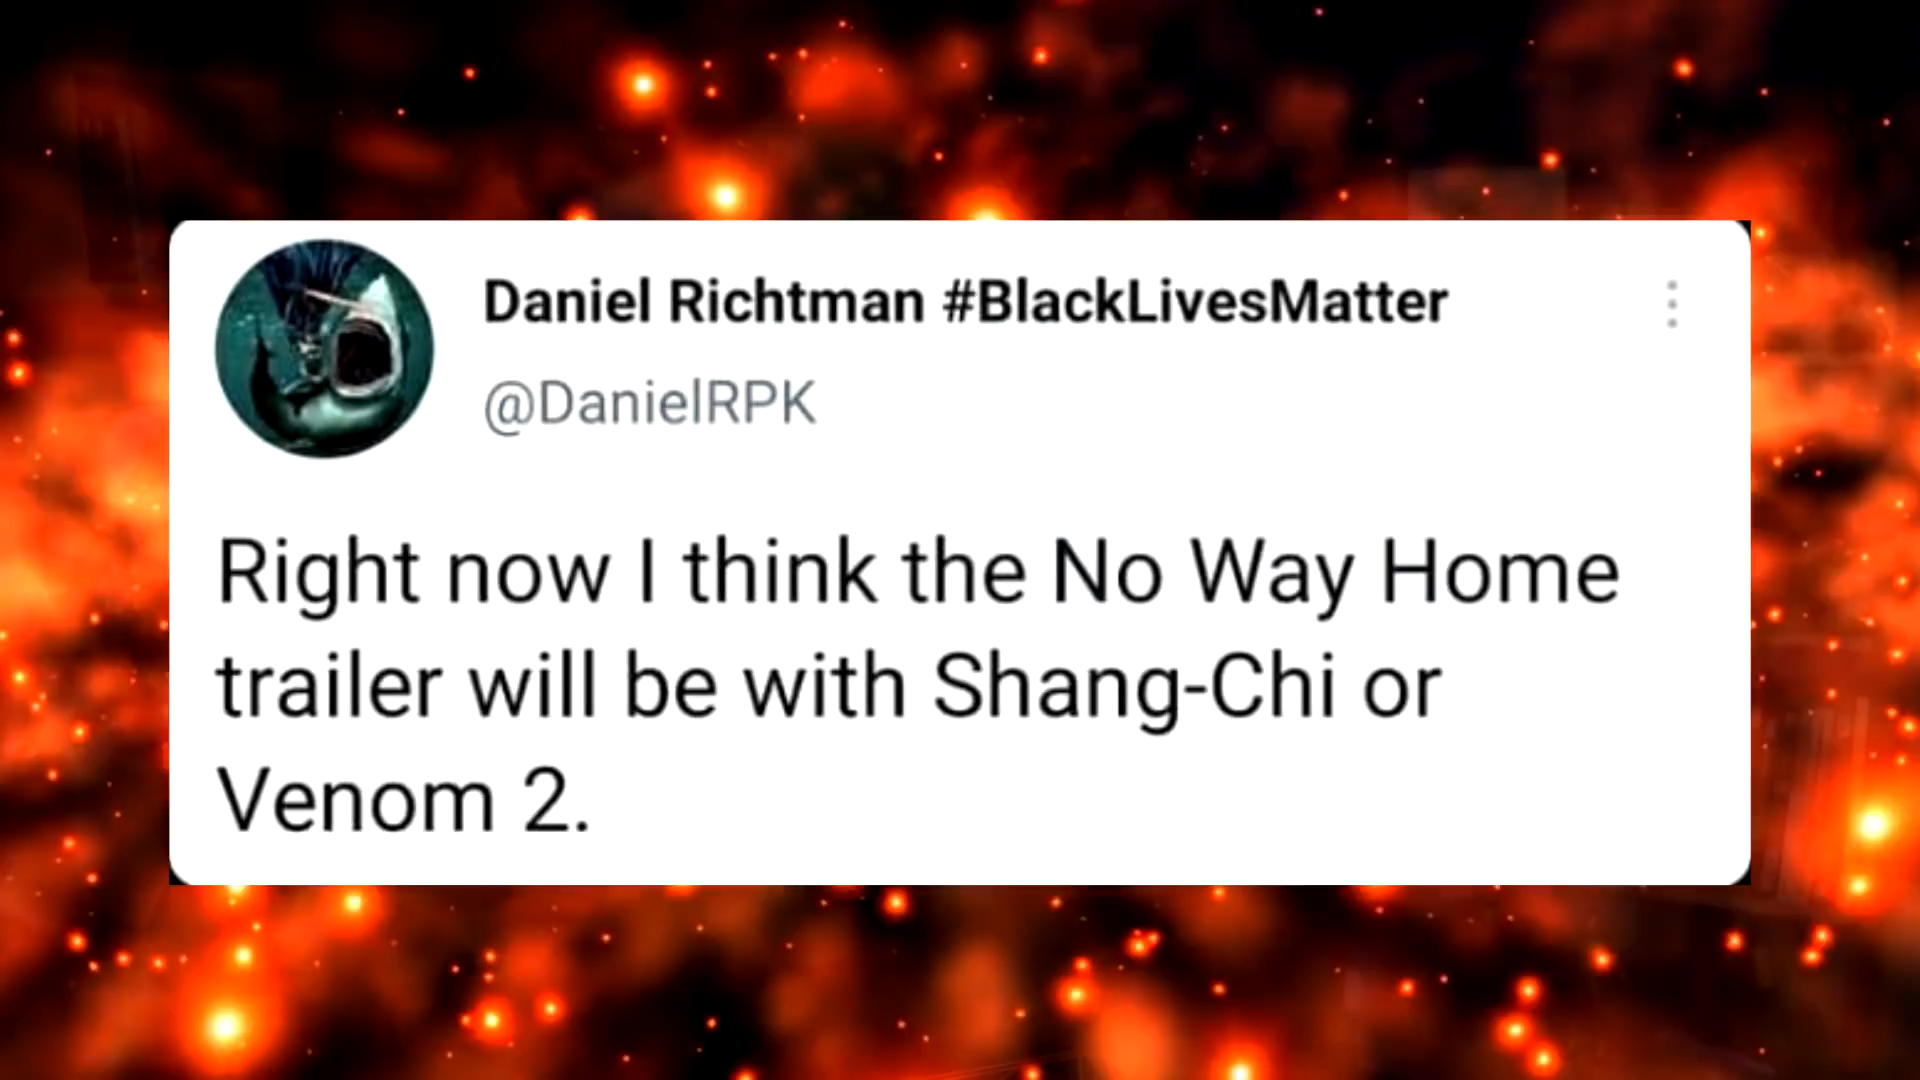 Daniel Richtman #BlackLivesMatter
@DanielRPK
Right now I think the No Way Home
trailer will be with Shang-Chi or
Venom 2.